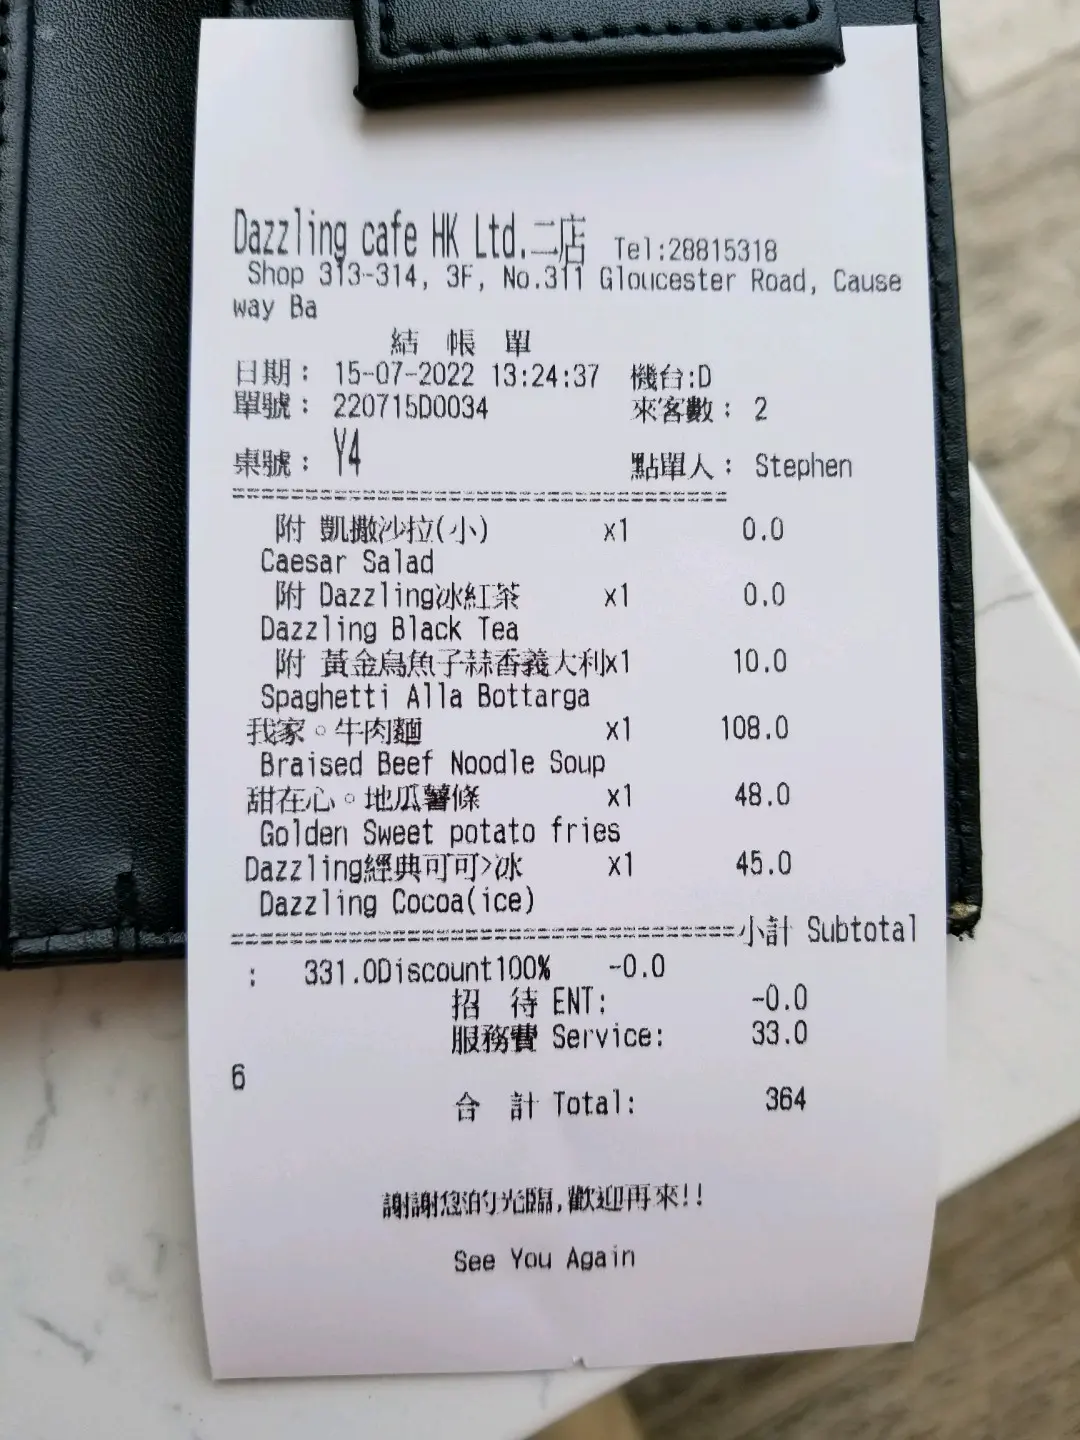 Dazzling cafe HK Ltd.二店 Tel:28815318
Shop 313-314, 3F, No.311 Gloucester Road, Cause
way Ba
結 帳 單
日期： 15-07-2022 13:24:37 機台:D
單號： 220715D0034 來客數： 2
桌號： Y4 點單人： Stephen
附 凱撒沙拉(小) x1 0.0
Caesar Salad
附 Dazzling冰紅茶 x1 0.0
Dazzling Black Tea
附 黃金烏魚子蒜香義大利x1 10.0
Spaghetti Alla Bottarga
我家。牛肉麵 x1 108.0
Braised Beef Noodle Soup
甜在心。地瓜薯條 x1 48.0
Golden Sweet potato fries
Dazzling經典可可>冰 x1 45.0
Dazzling Cocoa(ice)
小計 Subtotal
: 331.0Discount100% -0.0
招 待 ENT: -0.0
服務費 Service: 33.0
6
合 計 Total: 364
謝謝您的光臨,歡迎再來!!
See You Again